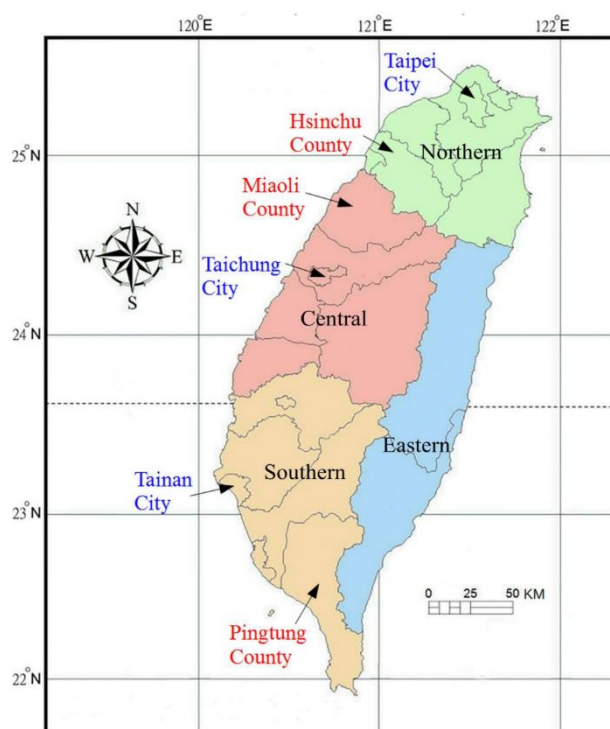 120°
121°
122°
Taipei
City
Hsinchu
County
Northern
25°N
Miaoli
County
N
W
E
S
Taichung
City
Central
24°N
Eastern
Southern
Tainan
City
23°N
0
25
50 KM
Pingtung
County
22°N